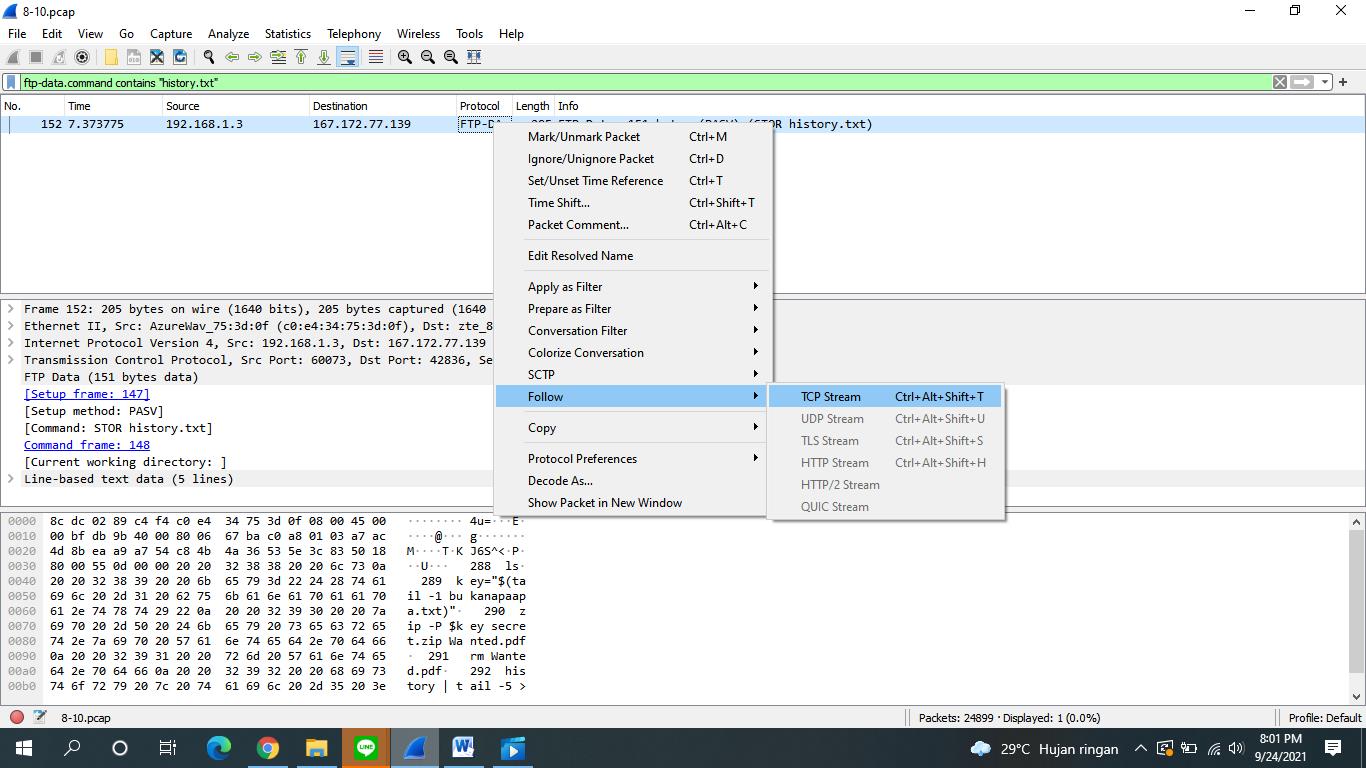 8-10.pcap
File Edit View Go Capture Analyze Statistics Telephony Wireless Tools Help
ftp-data.command contains "history.txt"
No. Time Source Destination Protocol Length Info
152 7.373775 192.168.1.3 167.172.77.139 FTP-DA 205 FTP Data: 151 bytes (PASV) (STOR history.txt)
Mark/Unmark Packet Ctrl+M
Ignore/Unignore Packet Ctrl+D
Set/Unset Time Reference Ctrl+T
Time Shift... Ctrl+Shift+T
Packet Comment... Ctrl+Alt+C
Edit Resolved Name
Apply as Filter
Prepare as Filter
Conversation Filter
Colorize Conversation
SCTP
Follow
Copy
Protocol Preferences
Decode As...
Show Packet in New Window
TCP Stream Ctrl+Alt+Shift+T
UDP Stream Ctrl+Alt+Shift+U
TLS Stream Ctrl+Alt+Shift+S
HTTP Stream Ctrl+Alt+Shift+H
HTTP/2 Stream
QUIC Stream
Frame 152: 205 bytes on wire (1640 bits), 205 bytes captured (1640
Ethernet II, Src: AzureWav_75:3d:0f (c0:e4:34:75:3d:0f), Dst: zte_8
Internet Protocol Version 4, Src: 192.168.1.3, Dst: 167.172.77.139
Transmission Control Protocol, Src Port: 60073, Dst Port: 42836, Se
FTP Data (151 bytes data)
[Setup frame: 147]
[Setup method: PASV]
[Command: STOR history.txt]
Command frame: 148
[Current working directory: ]
Line-based text data (5 lines)
0000 8c dc 02 89 c4 f4 c0 e4 34 75 3d 0f 08 00 45 00 ········ 4u=···E·
0010 00 bf db 9b 40 00 80 06 67 ba c0 a8 01 03 a7 ac ····@··· g·······
0020 4d 8b ea a9 a7 54 c8 4b 4a 36 53 5e 3c 83 50 18 M····T·K J6S^<·P·
0030 80 00 55 0d 00 00 20 20 32 38 38 20 20 6c 73 0a ··U··· 288 ls·
0040 20 20 32 38 39 20 20 6b 65 79 3d 22 24 28 74 61 289 k ey="$(ta
0050 69 6c 20 2d 31 20 62 75 6b 61 6e 61 70 61 61 70 il -1 bu kanapaap
0060 61 2e 74 78 74 29 22 0a 20 20 32 39 30 20 20 7a a.txt)"· 290 z
0070 69 70 20 2d 50 20 24 6b 65 79 20 73 65 63 72 65 ip -P $k ey secre
0080 74 2e 7a 69 70 20 57 61 6e 74 65 64 2e 70 64 66 t.zip Wa nted.pdf
0090 0a 20 20 32 39 31 20 20 72 6d 20 57 61 6e 74 65 · 291 rm Wante
00a0 64 2e 70 64 66 0a 20 20 32 39 32 20 20 68 69 73 d.pdf· 292 his
00b0 74 6f 72 79 20 7c 20 74 61 69 6c 20 2d 35 20 3e tory | t ail -5 >
8-10.pcap Packets: 24899 · Displayed: 1 (0.0%) Profile: Default
LINE W 29°C Hujan ringan 8:01 PM
9/24/2021